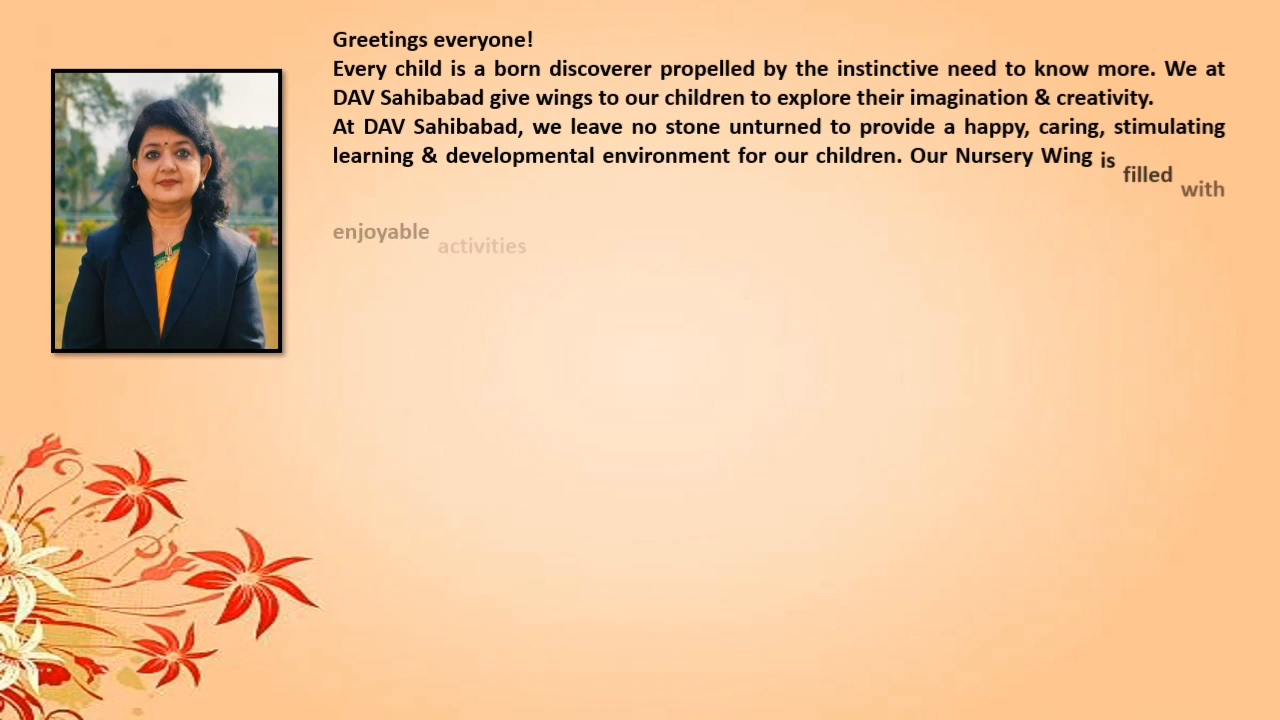 Greetings everyone!
Every child is a born discoverer propelled by the instinctive need to know more. We at
DAV Sahibabad give wings to our children to explore their imagination & creativity.
At DAV Sahibabad, we leave no stone unturned to provide a happy, caring, stimulating
learning & developmental environment for our children. Our Nursery Wing is filled with
enjoyable activities